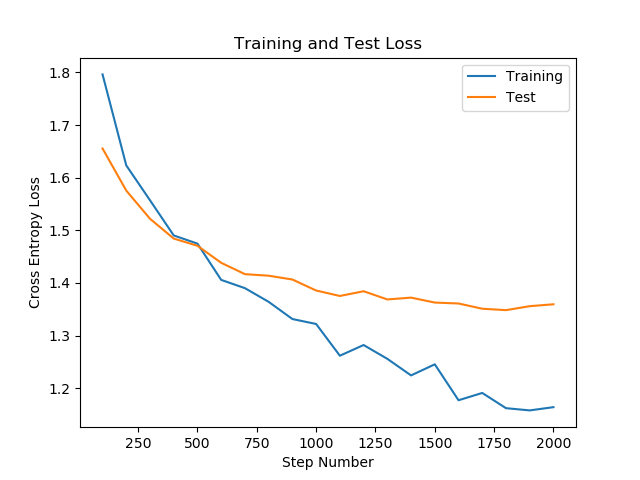 Training and Test Loss
Training
Test
Cross Entropy Loss
1.8
1.7
1.6
1.5
1.4
1.3
1.2
250 500 750 1000 1250 1500 1750 2000
Step Number